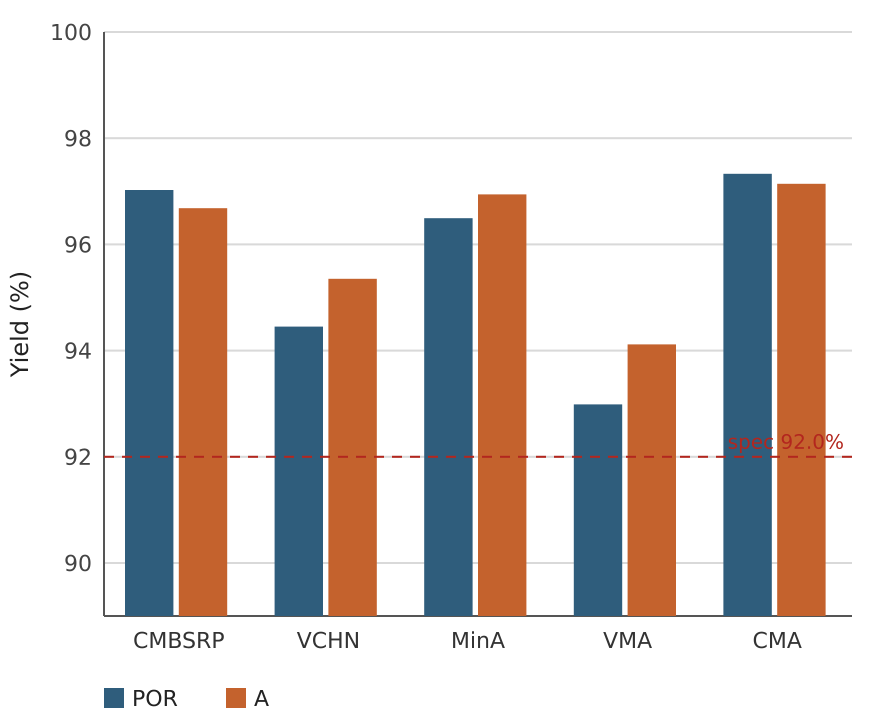 100
98
96
94
92
90
Yield (%)
spec 92.0%
CMBSRP VCHN MinA VMA CMA
POR A